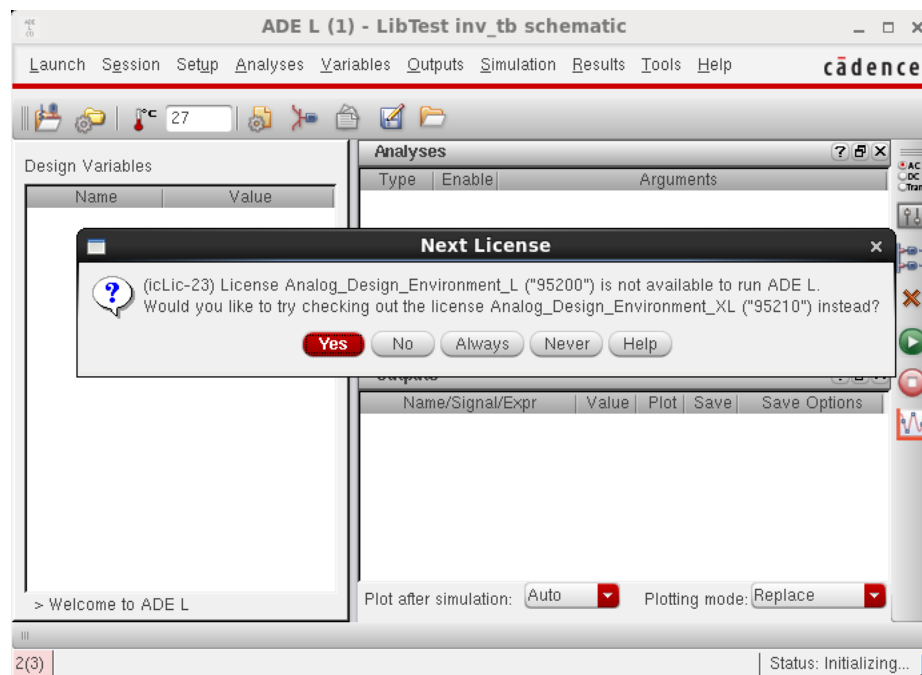 ADE L (1) - LibTest inv_tb schematic
Launch Session Setup Analyses Variables Outputs Simulation Results Tools Help cādence
°C 27
Design Variables
Name Value
Analyses
Type Enable Arguments
AC
DC
Trans
Next License
(icLic-23) License Analog_Design_Environment_L ("95200") is not available to run ADE L.
Would you like to try checking out the license Analog_Design_Environment_XL ("95210") instead?
Yes No Always Never Help
Outputs
Name/Signal/Expr Value Plot Save Save Options
> Welcome to ADE L
Plot after simulation: Auto Plotting mode: Replace
2(3) Status: Initializing...